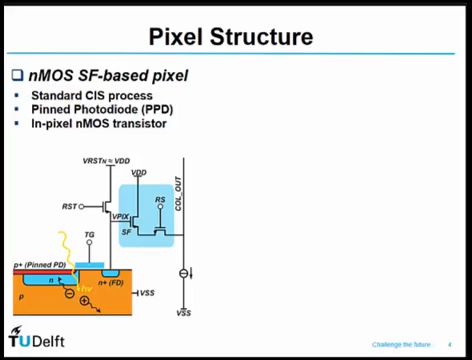 Pixel Structure
nMOS SF-based pixel
Standard CIS process
Pinned Photodiode (PPD)
In-pixel nMOS transistor
VRSTN ≈ VDD
VDD
COL_OUT
RST
VPIX
RS
SF
TG
p+ (Pinned PD)
hv
n
n+ (FD)
p
VSS
VSS
TUDelft
Challenge the future
4